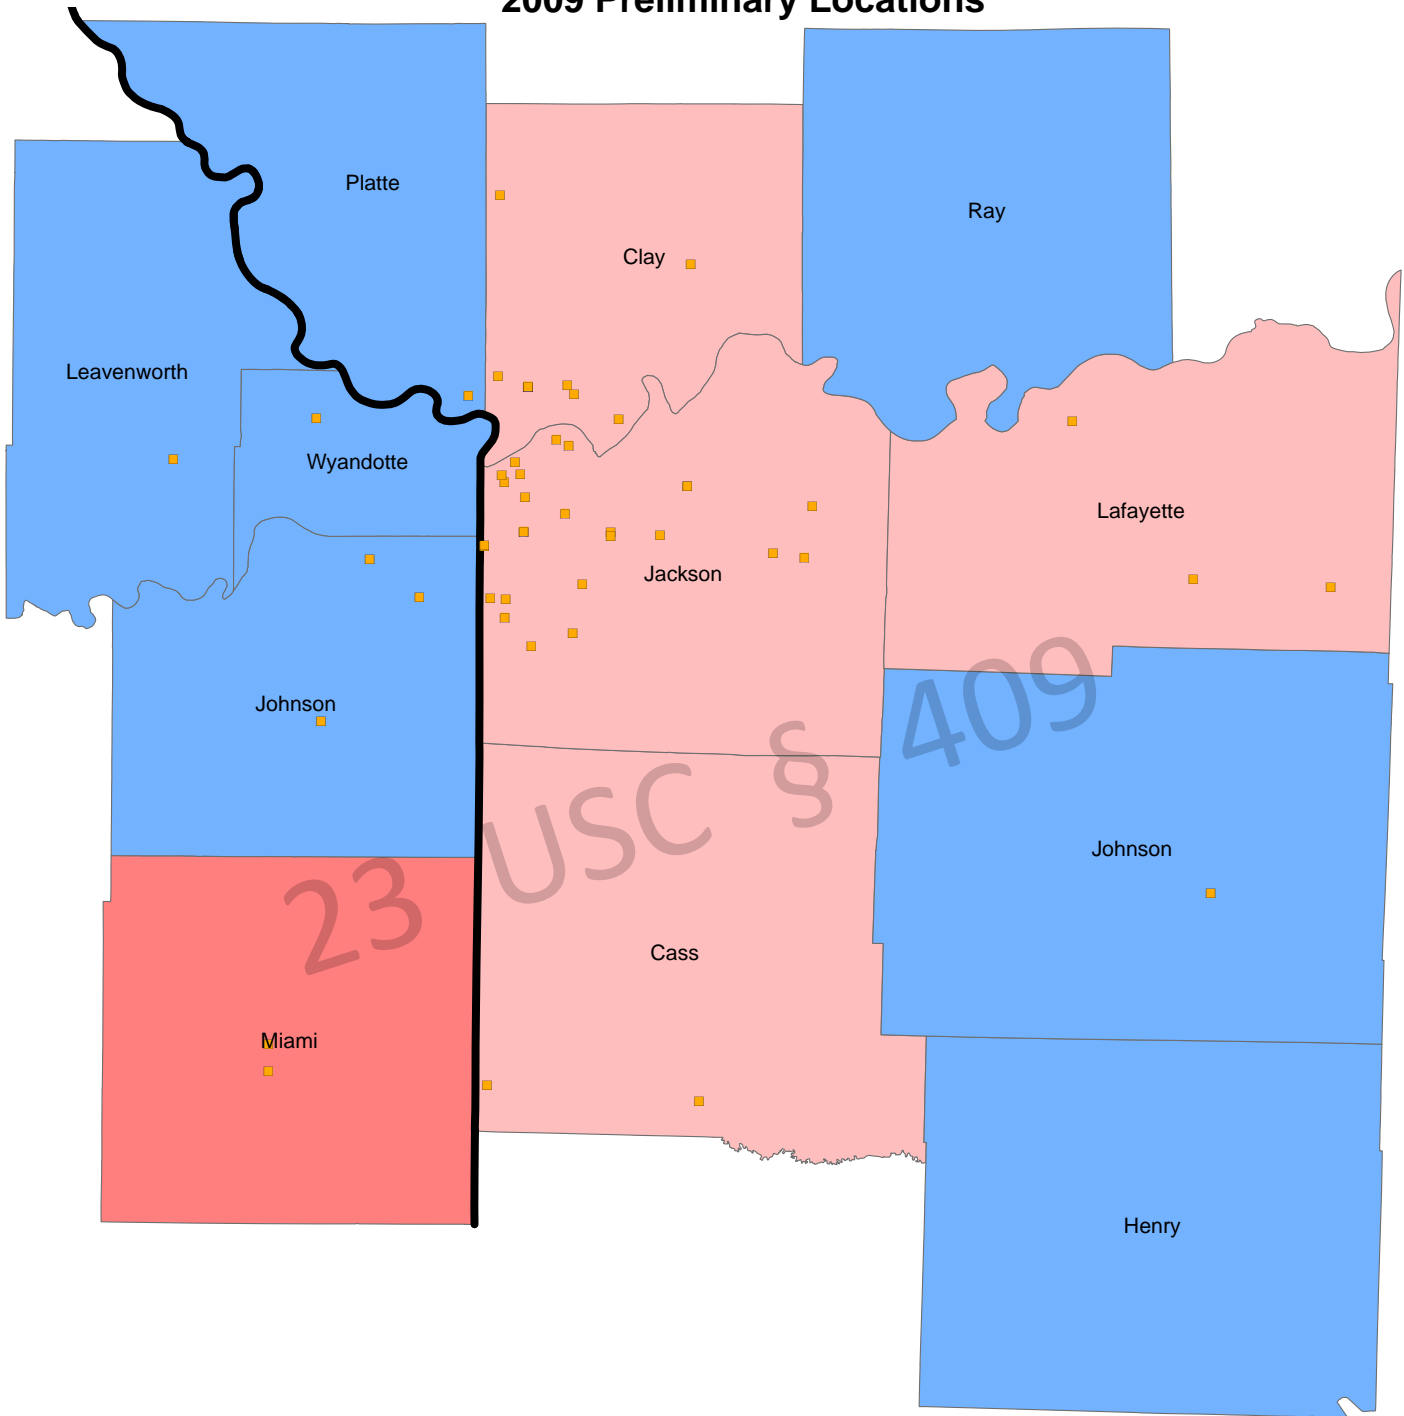 2009 Preliminary Locations
Platte
Ray
Clay
Leavenworth
Wyandotte
Lafayette
Jackson
Johnson
23 USC § 409
Johnson
Cass
Miami
Henry